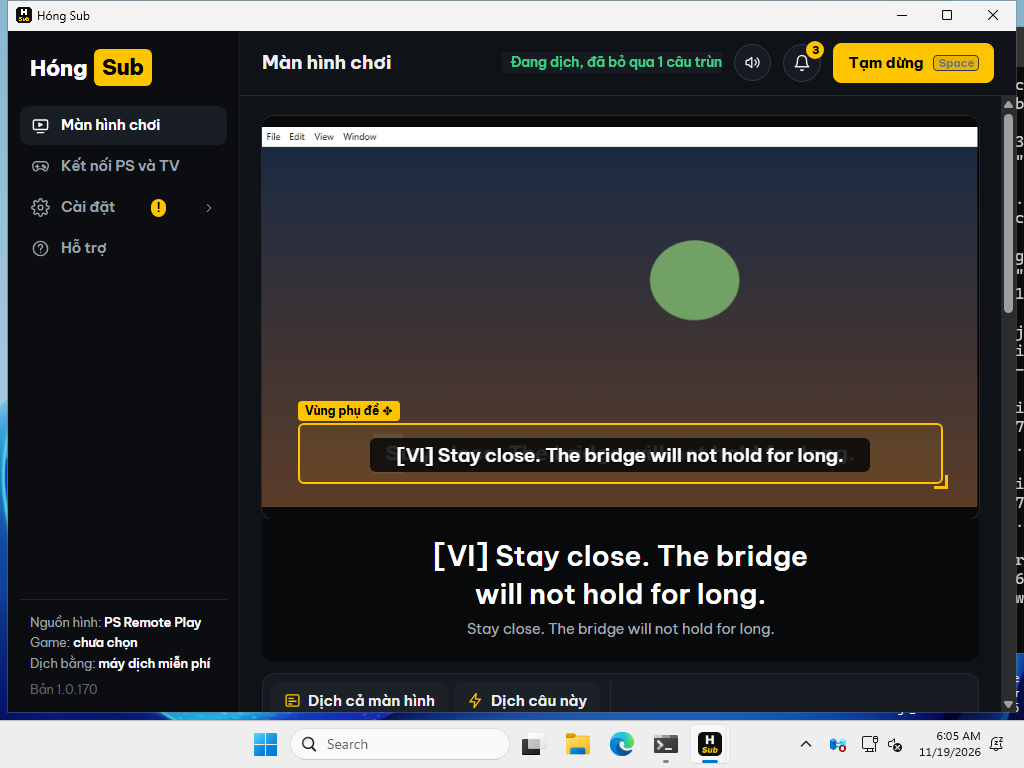 Hóng Sub
Hóng Sub
Màn hình chơi
Kết nối PS và TV
Cài đặt !
Hỗ trợ
Nguồn hình: PS Remote Play
Game: chưa chọn
Dịch bằng: máy dịch miễn phí
Bản 1.0.170
Màn hình chơi
Đang dịch, đã bỏ qua 1 câu trùn
3
Tạm dừng Space
File Edit View Window
Vùng phụ đề
[VI] Stay close. The bridge will not hold for long.
[VI] Stay close. The bridge
will not hold for long.
Stay close. The bridge will not hold for long.
Dịch cả màn hình
Dịch câu này
Search
H Sub
6:05 AM
11/19/2026